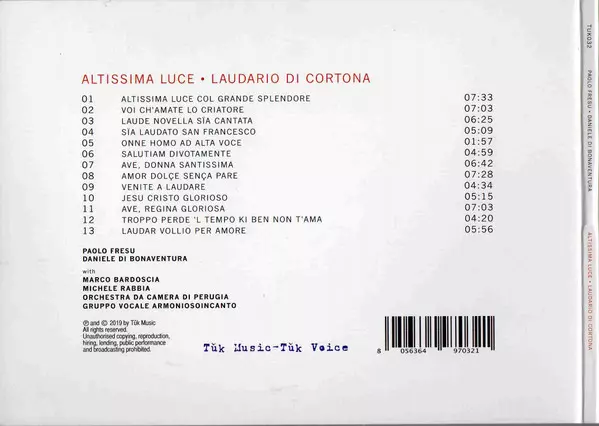 ALTISSIMA LUCE • LAUDARIO DI CORTONA
01 ALTISSIMA LUCE COL GRANDE SPLENDORE 07:33
02 VOI CH'AMATE LO CRIATORE 07:03
03 LAUDE NOVELLA SÏA CANTATA 06:25
04 SÏA LAUDATO SAN FRANCESCO 05:09
05 ONNE HOMO AD ALTA VOCE 01:57
06 SALUTIAM DIVOTAMENTE 04:59
07 AVE, DONNA SANTISSIMA 06:42
08 AMOR DOLÇE SENÇA PARE 07:28
09 VENITE A LAUDARE 04:34
10 JESU CRISTO GLORIOSO 05:15
11 AVE, REGINA GLORIOSA 07:03
12 TROPPO PERDE 'L TEMPO KI BEN NON T'AMA 04:20
13 LAUDAR VOLLIO PER AMORE 05:56
PAOLO FRESU
DANIELE DI BONAVENTURA
with
MARCO BARDOSCIA
MICHELE RABBIA
ORCHESTRA DA CAMERA DI PERUGIA
GRUPPO VOCALE ARMONIOSOINCANTO
℗ and © 2019 by Tǔk Music
All rights reserved.
Unauthorised copying, reproduction,
hiring, lending, public performance
and broadcasting prohibited.
Tǔk Music-Tǔk Voice
8 056364 970321
TUK032
PAOLO FRESU • DANIELE DI BONAVENTURA
ALTISSIMA LUCE • LAUDARIO DI CORTONA